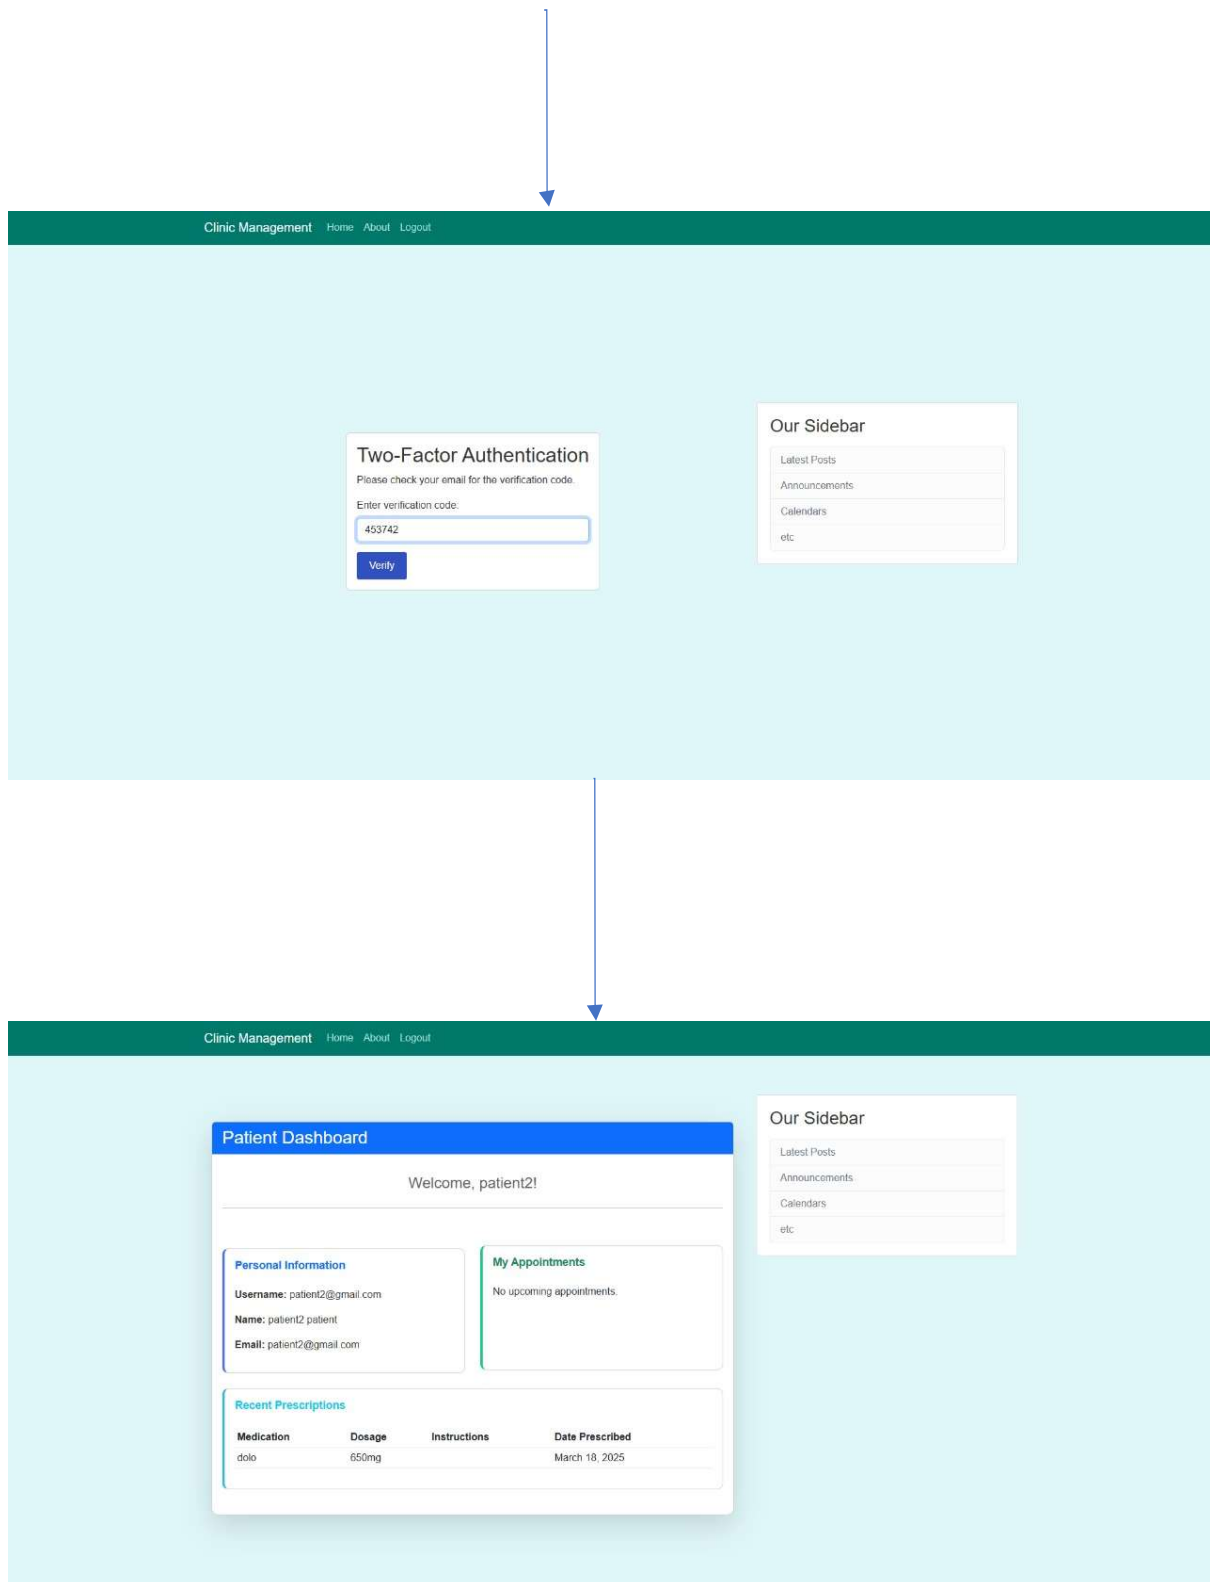 Clinic Management Home About Logout
Two-Factor Authentication
Please check your email for the verification code.
Enter verification code:
453742
Verify
Our Sidebar
Latest Posts
Announcements
Calendars
etc
Clinic Management Home About Logout
Patient Dashboard
Welcome, patient2!
Personal Information
Username: patient2@gmail.com
Name: patient2 patient
Email: patient2@gmail.com
My Appointments
No upcoming appointments.
Recent Prescriptions
Medication Dosage Instructions Date Prescribed
dolo 650mg March 18, 2025
Our Sidebar
Latest Posts
Announcements
Calendars
etc